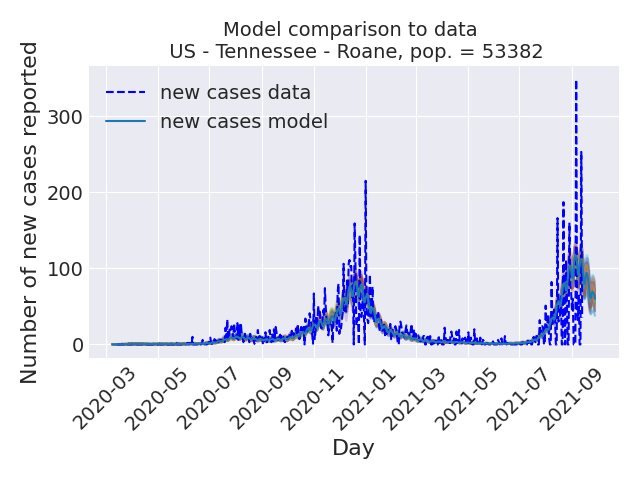 Model comparison to data
US - Tennessee - Roane, pop. = 53382
Number of new cases reported
300
200
100
0
new cases data
new cases model
2020-03
2020-05
2020-07
2020-09
2020-11
2021-01
2021-03
2021-05
2021-07
2021-09
Day